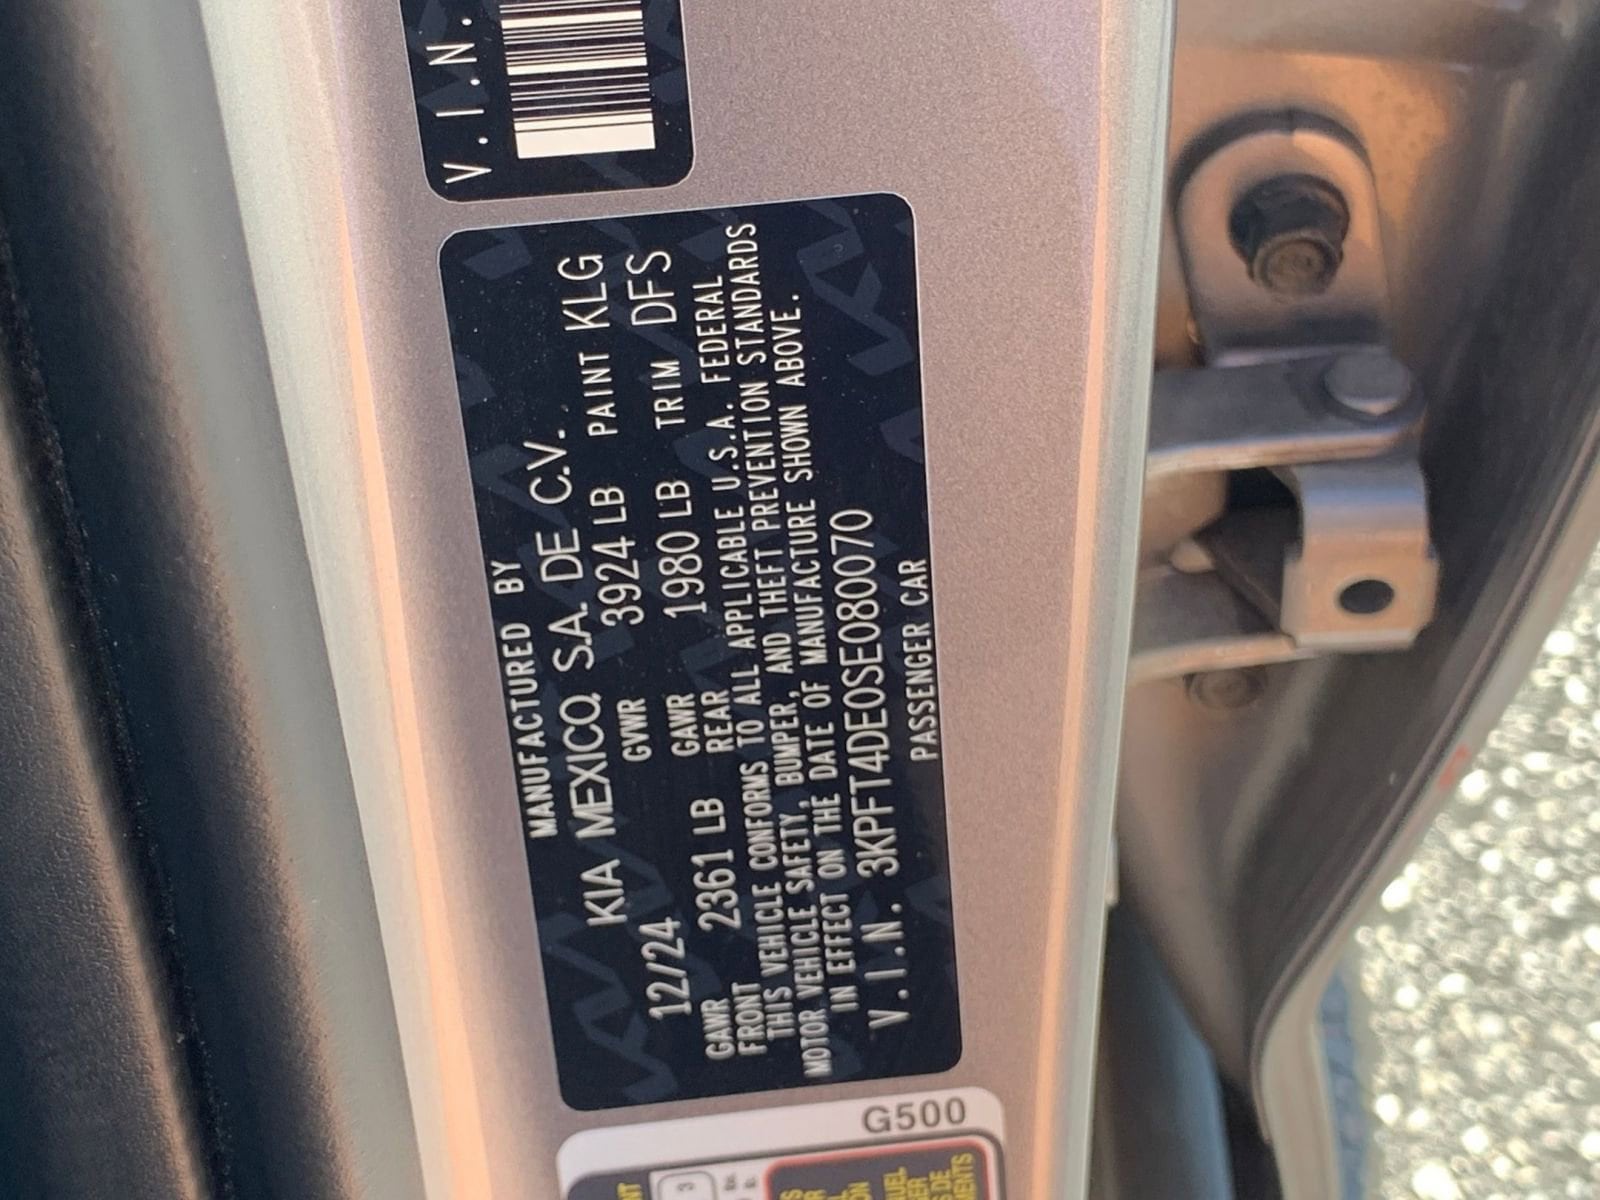 V.I.N.
MANUFACTURED BY
KIA MEXICO, S.A. DE C.V.
12/24 GVWR 3924 LB PAINT KLG
GAWR FRONT 2361 LB GAWR REAR 1980 LB TRIM DFS
THIS VEHICLE CONFORMS TO ALL APPLICABLE U.S.A. FEDERAL
MOTOR VEHICLE SAFETY, BUMPER, AND THEFT PREVENTION STANDARDS
IN EFFECT ON THE DATE OF MANUFACTURE SHOWN ABOVE.
V.I.N. 3KPFT4DE0SE080070
PASSENGER CAR
G500